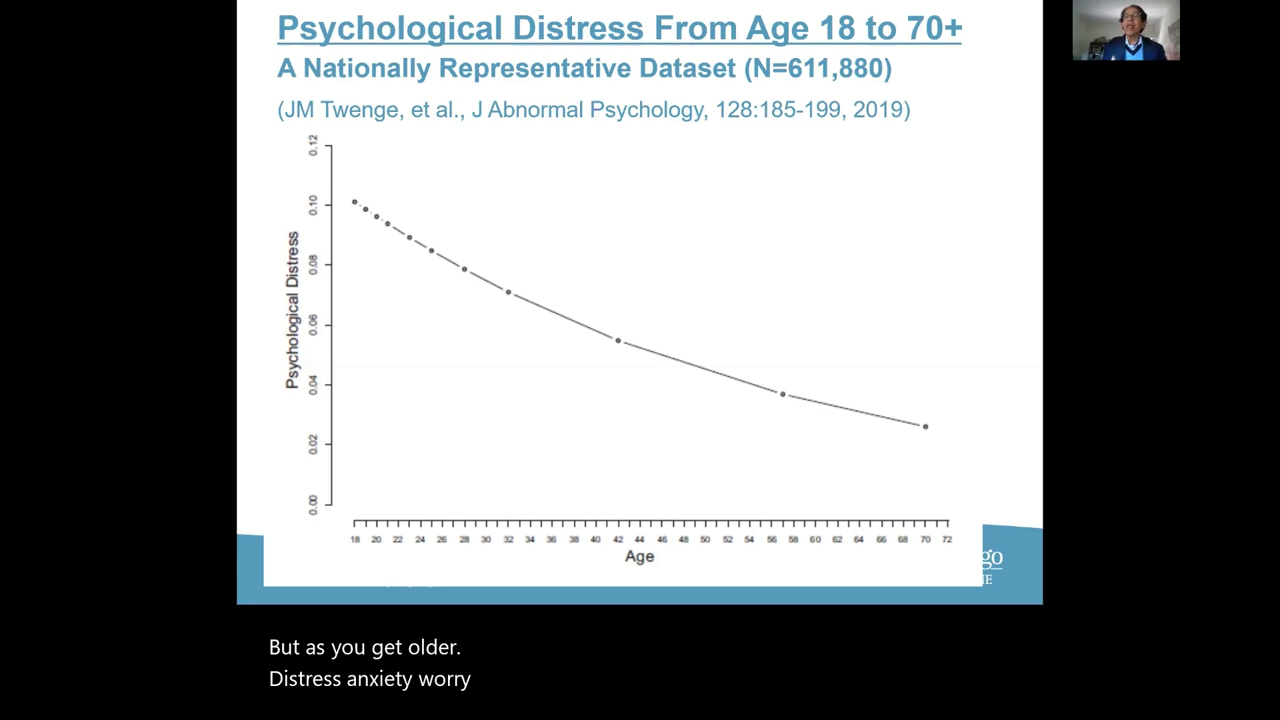 Psychological Distress From Age 18 to 70+
A Nationally Representative Dataset (N=611,880)
(JM Twenge, et al., J Abnormal Psychology, 128:185-199, 2019)
0.12
0.10
0.08
0.06
0.04
0.02
0.00
Psychological Distress
18 20 22 24 26 28 30 32 34 36 38 40 42 44 46 48 50 52 54 56 58 60 62 64 66 68 70 72
Age
go
NE
But as you get older.
Distress anxiety worry